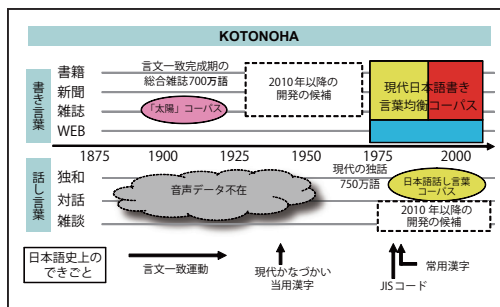 KOTONOHA
書き言葉
書籍
新聞
雑誌
WEB
言文一致完成期の
総合雑誌700万語
「太陽」コーパス
2010年以降の
開発の候補
現代日本語書き
言葉均衡コーパス
1875
1900
1925
1950
1975
2000
話し言葉
独和
対話
雑談
音声データ不在
現代の独話
750万語
日本語話し言葉
コーパス
2010 年以降の
開発の候補
日本語史上の
できごと
言文一致運動
現代かなづかい
当用漢字
常用漢字
JISコード